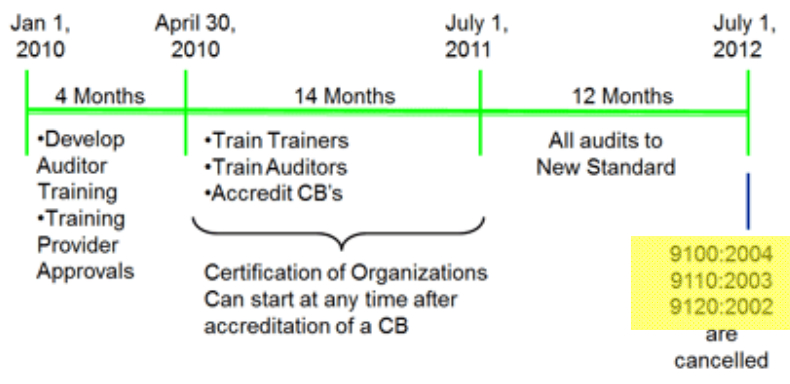 Jan 1,
2010
April 30,
2010
July 1,
2011
July 1,
2012
4 Months
14 Months
12 Months
•Develop
Auditor
Training
•Training
Provider
Approvals
•Train Trainers
•Train Auditors
•Accredit CB's
All audits to
New Standard
Certification of Organizations
Can start at any time after
accreditation of a CB
9100:2004
9110:2003
9120:2002
are
cancelled